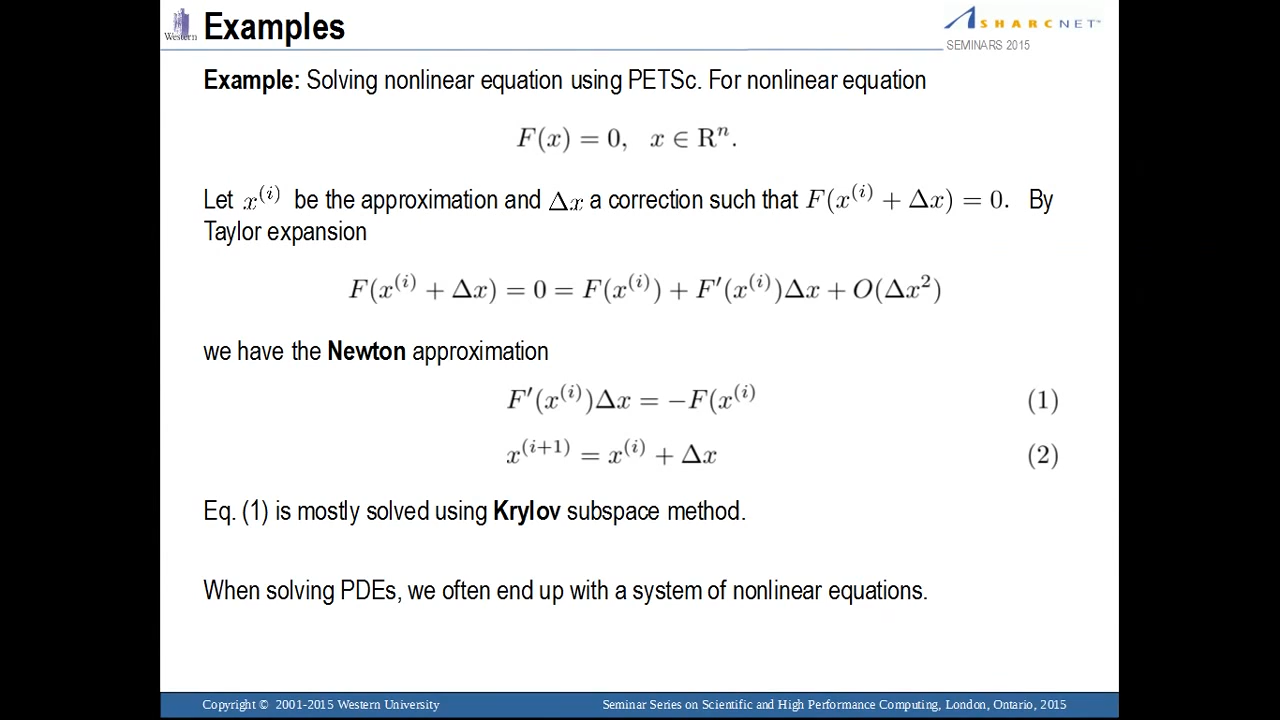 Western
Examples
SHARCNET™
SEMINARS 2015
Example: Solving nonlinear equation using PETSc. For nonlinear equation
F(x) = 0, x ∈ Rⁿ.
Let x⁽ⁱ⁾ be the approximation and Δx a correction such that F(x⁽ⁱ⁾ + Δx) = 0. By
Taylor expansion
F(x⁽ⁱ⁾ + Δx) = 0 = F(x⁽ⁱ⁾) + F′(x⁽ⁱ⁾)Δx + O(Δx²)
we have the Newton approximation
F′(x⁽ⁱ⁾)Δx = −F(x⁽ⁱ⁾ (1)
x⁽ⁱ⁺¹⁾ = x⁽ⁱ⁾ + Δx (2)
Eq. (1) is mostly solved using Krylov subspace method.
When solving PDEs, we often end up with a system of nonlinear equations.
Copyright © 2001-2015 Western University Seminar Series on Scientific and High Performance Computing, London, Ontario, 2015